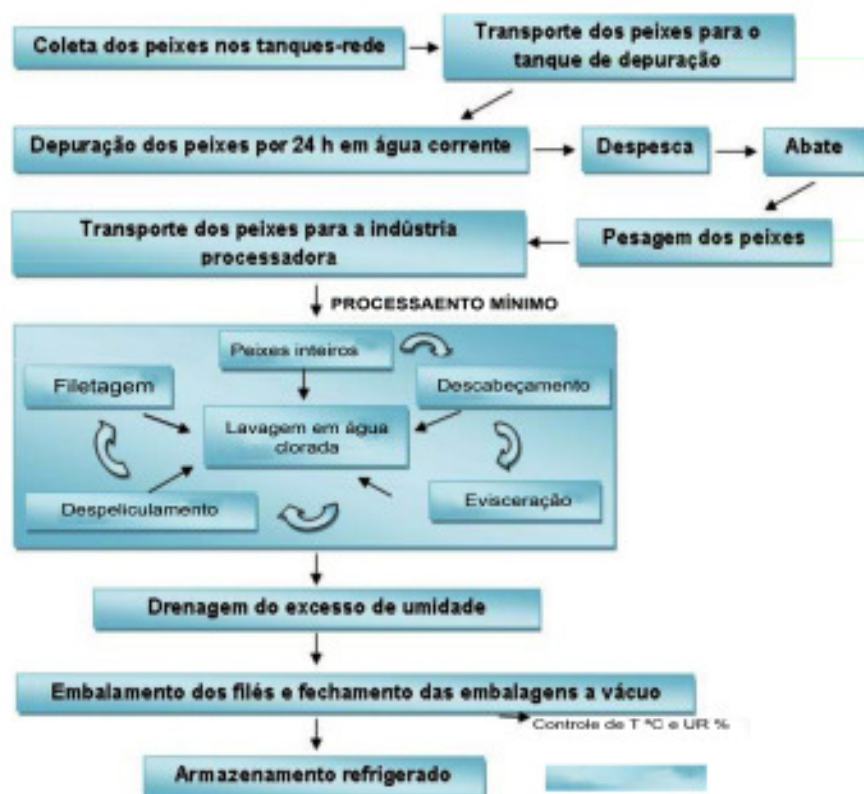 Coleta dos peixes nos tanques-rede
Transporte dos peixes para o
tanque de depuração
Depuração dos peixes por 24 h em água corrente
Despesca
Abate
Transporte dos peixes para a indústria
processadora
Pesagem dos peixes
PROCESSAENTO MÍNIMO
Peixes inteiros
Filetagem
Descabeçamento
Lavagem em água
clorada
Despeliculamento
Evisceração
Drenagem do excesso de umidade
Embalamento dos filés e fechamento das embalagens a vácuo
Controle de T ºC e UR %
Armazenamento refrigerado